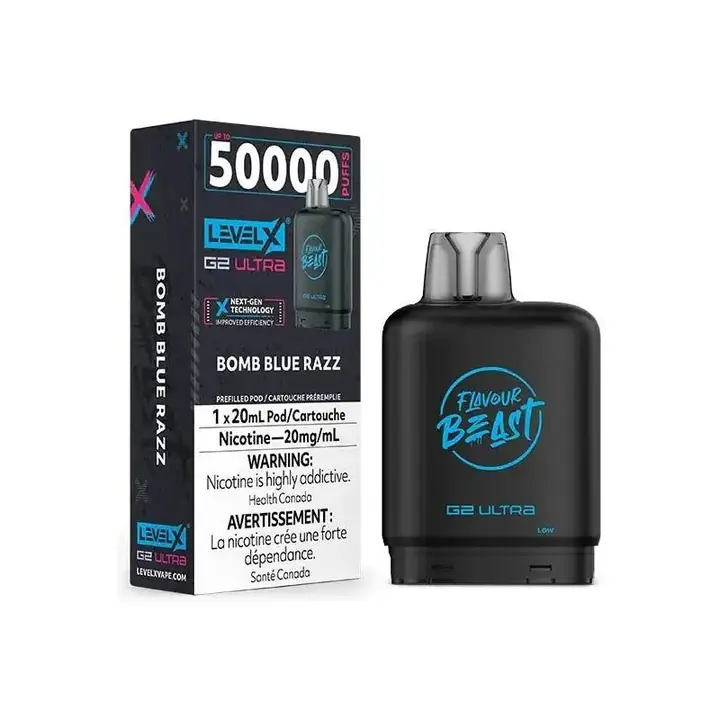 UP TO
50000
PUFFS
LEVEL X®
G2 ULTRA
X NEXT-GEN
TECHNOLOGY
IMPROVED EFFICIENCY
FLAVOUR
BEAST
G2 ULTRA
BOMB BLUE RAZZ
PREFILLED POD / CARTOUCHE PRÉREMPLIE
1 x 20mL Pod/Cartouche
Nicotine—20mg/mL
WARNING:
Nicotine is highly addictive.
Health Canada
AVERTISSEMENT :
La nicotine crée une forte
dépendance.
Santé Canada
X
BOMB BLUE RAZZ
LEVEL X
G2 ULTRA
LEVELXVAPE.COM
FLAVOUR
BEAST
G2 ULTRA
LOW